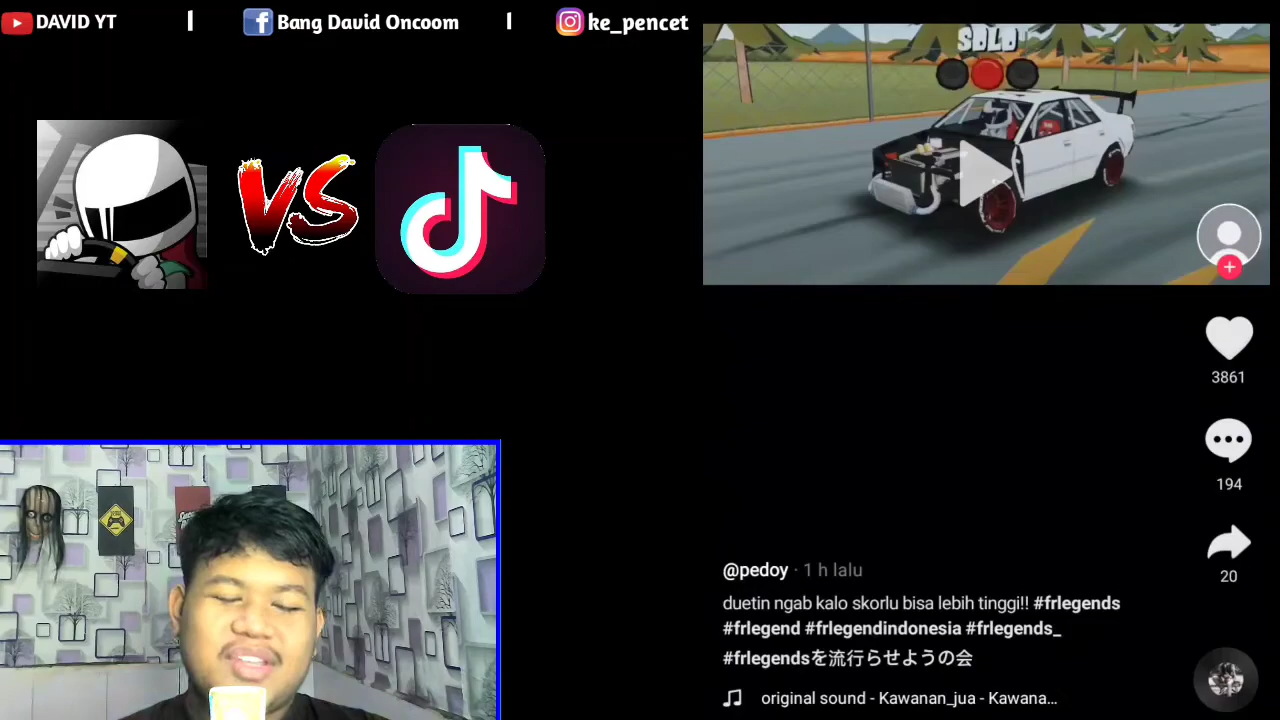 DAVID YT | Bang David Oncoom | ke_pencet
VS
3861
194
20
@pedoy · 1 h lalu
duetin ngab kalo skorlu bisa lebih tinggi!! #frlegends
#frlegend #frlegendindonesia #frlegends_
#frlegendsを流行らせようの会
original sound - Kawanan_jua - Kawana...